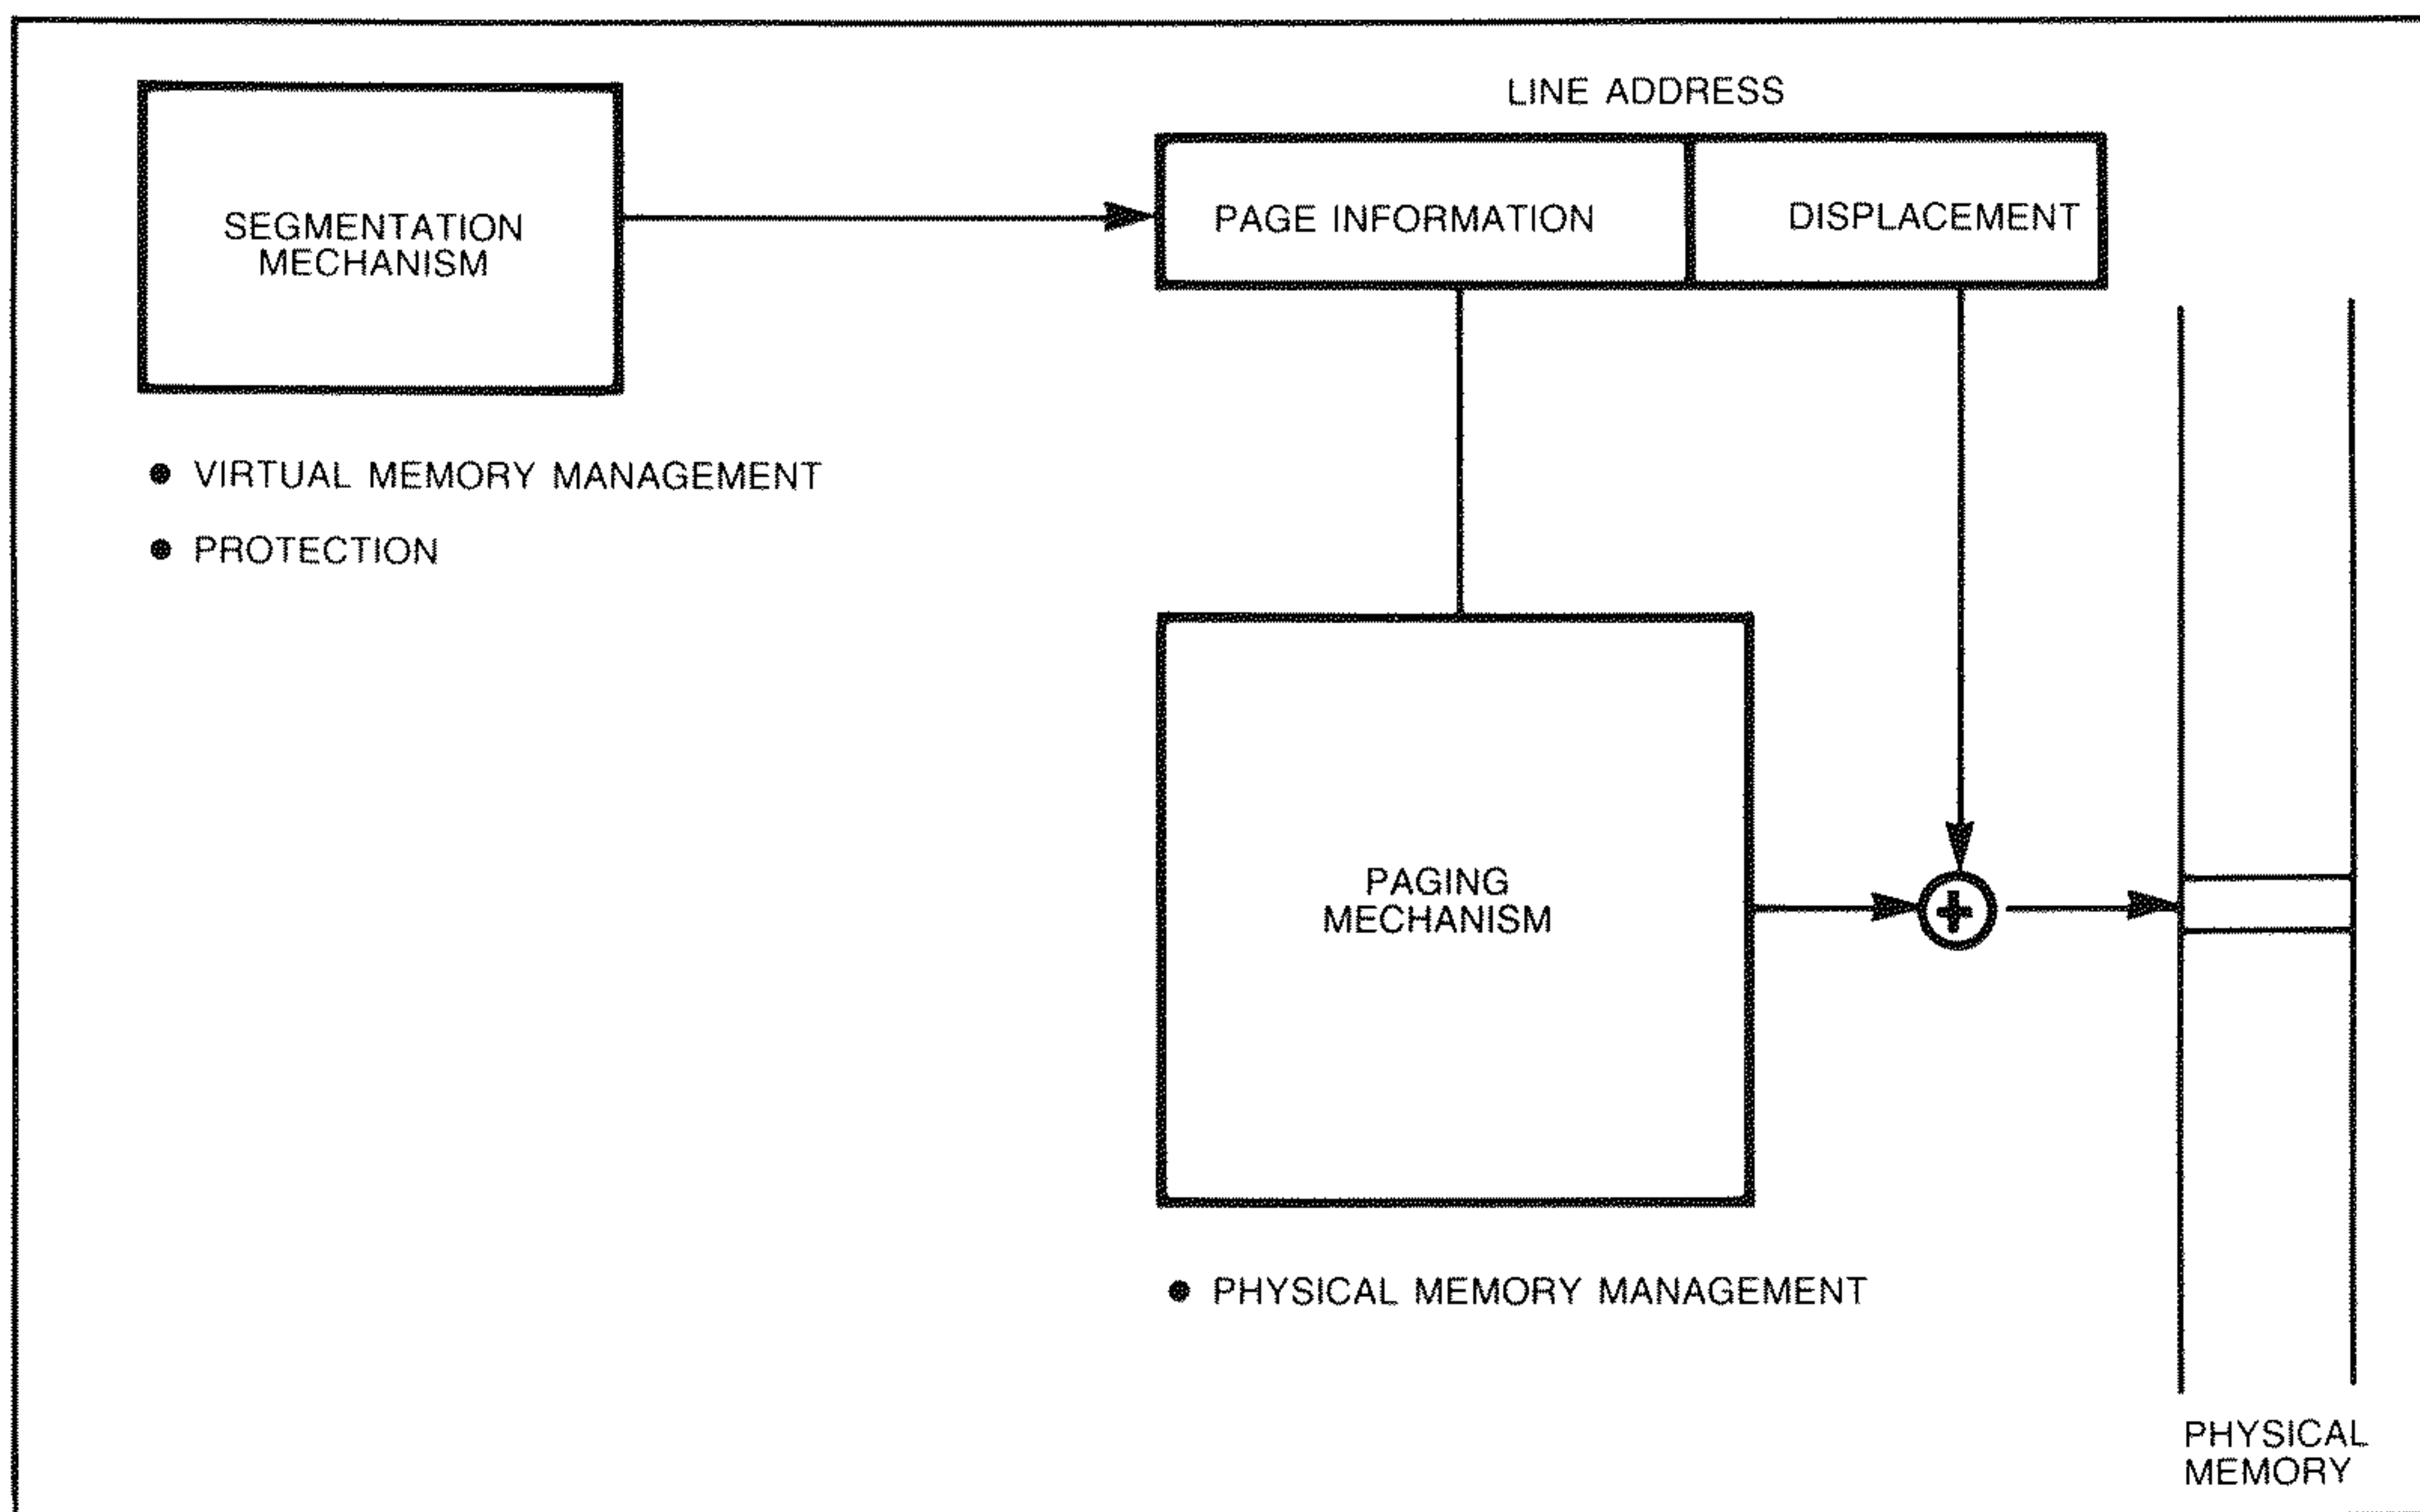 LINE ADDRESS
SEGMENTATION
MECHANISM
PAGE INFORMATION
DISPLACEMENT
● VIRTUAL MEMORY MANAGEMENT
● PROTECTION
PAGING
MECHANISM
+
● PHYSICAL MEMORY MANAGEMENT
PHYSICAL
MEMORY